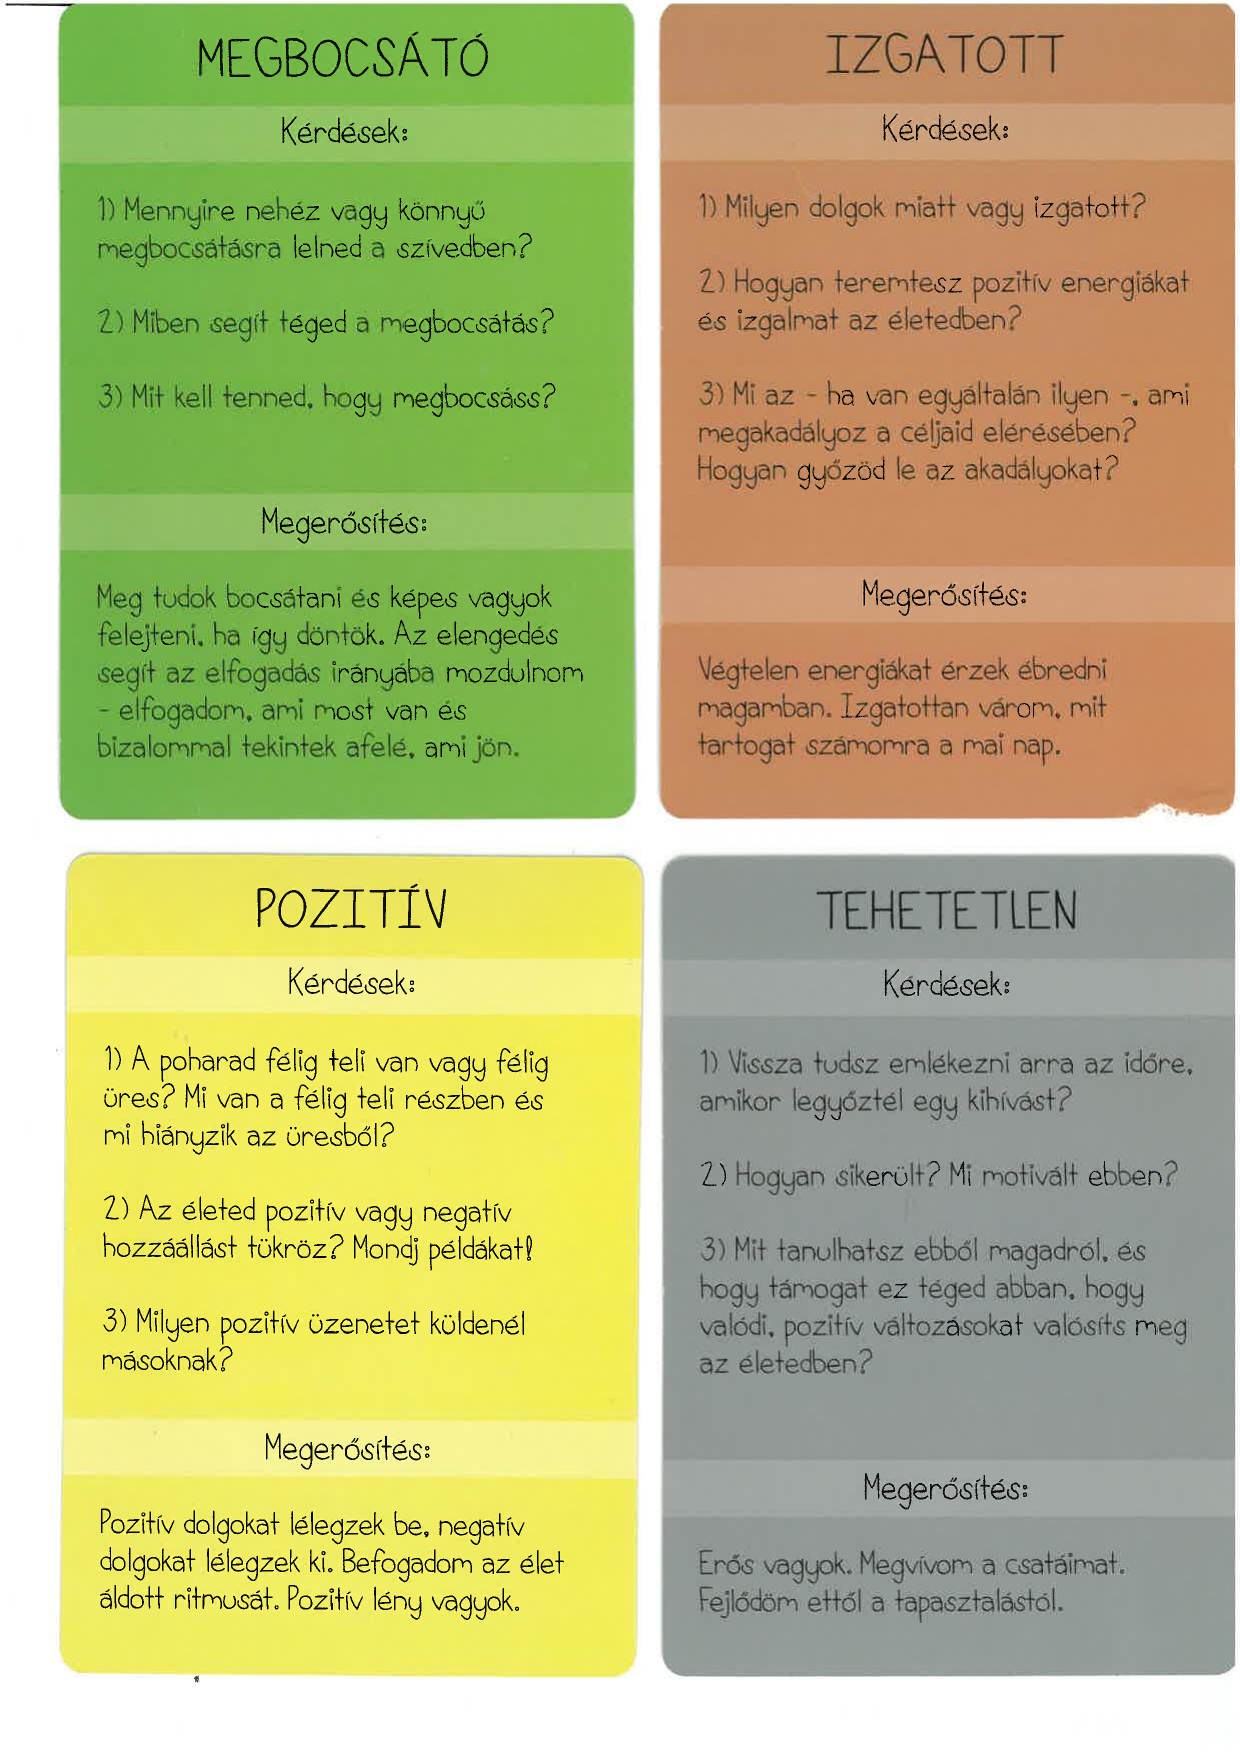 MEGBOCSÁTÓ
Kérdések:
1) Mennyire nehéz vagy könnyű
megbocsátásra lelned a szívedben?
2) Miben segít téged a megbocsátás?
3) Mit kell tenned, hogy megbocsáss?
Megerősítés:
Meg tudok bocsátani és képes vagyok
felejteni, ha így döntök. Az elengedés
segít az elfogadás irányába mozdulnom
- elfogadom, ami most van és
bizalommal tekintek afelé, ami jön.
IZGATOTT
Kérdések:
1) Milyen dolgok miatt vagy izgatott?
2) Hogyan teremtesz pozitív energiákat
és izgalmat az életedben?
3) Mi az - ha van egyáltalán ilyen -, ami
megakadályoz a céljaid elérésében?
Hogyan győzöd le az akadályokat?
Megerősítés:
Végtelen energiákat érzek ébredni
magamban. Izgatottan várom, mit
tartogat számomra a mai nap.
POZITÍV
Kérdések:
1) A poharad félig teli van vagy félig
üres? Mi van a félig teli részben és
mi hiányzik az üresből?
2) Az életed pozitív vagy negatív
hozzáállást tükröz? Mondj példákat!
3) Milyen pozitív üzenetet küldenél
másoknak?
Megerősítés:
Pozitív dolgokat lélegzek be, negatív
dolgokat lélegzek ki. Befogadom az élet
áldott ritmusát. Pozitív lény vagyok.
TEHETETLEN
Kérdések:
1) Vissza tudsz emlékezni arra az időre,
amikor legyőztél egy kihívást?
2) Hogyan sikerült? Mi motivált ebben?
3) Mit tanulhatsz ebből magadról, és
hogy támogat ez téged abban, hogy
valódi, pozitív változásokat valósíts meg
az életedben?
Megerősítés:
Erős vagyok. Megvívom a csatáimat.
Fejlődöm ettől a tapasztalástól.